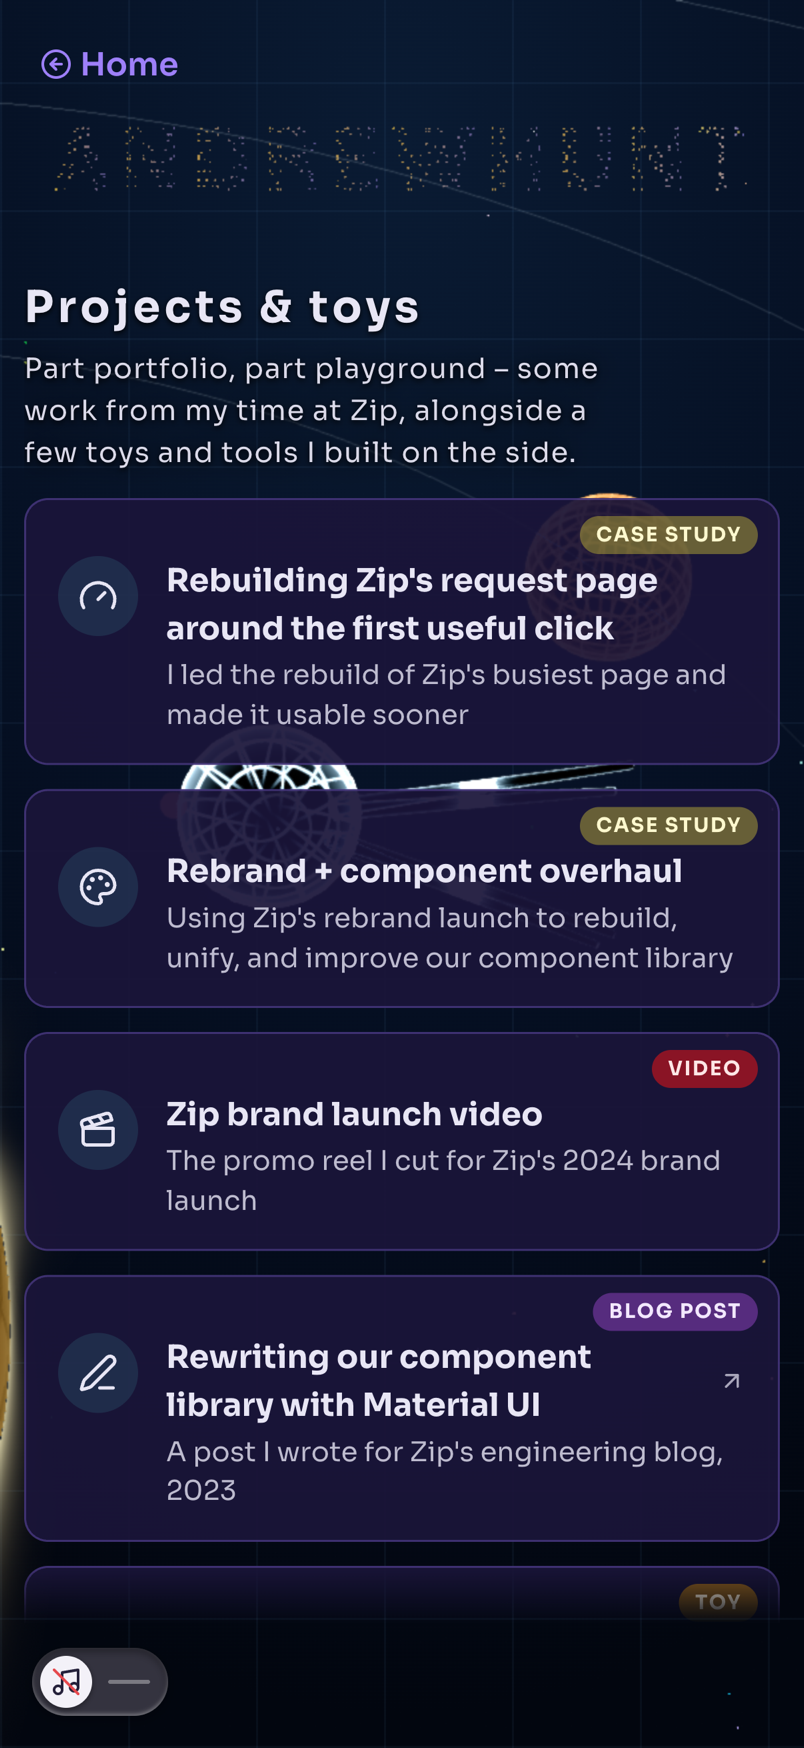 Home
ANDREW HUNT
Projects & toys
Part portfolio, part playground – some
work from my time at Zip, alongside a
few toys and tools I built on the side.
CASE STUDY
Rebuilding Zip's request page
around the first useful click
I led the rebuild of Zip's busiest page and
made it usable sooner
CASE STUDY
Rebrand + component overhaul
Using Zip's rebrand launch to rebuild,
unify, and improve our component library
VIDEO
Zip brand launch video
The promo reel I cut for Zip's 2024 brand
launch
BLOG POST
Rewriting our component
library with Material UI
A post I wrote for Zip's engineering blog,
2023
TOY